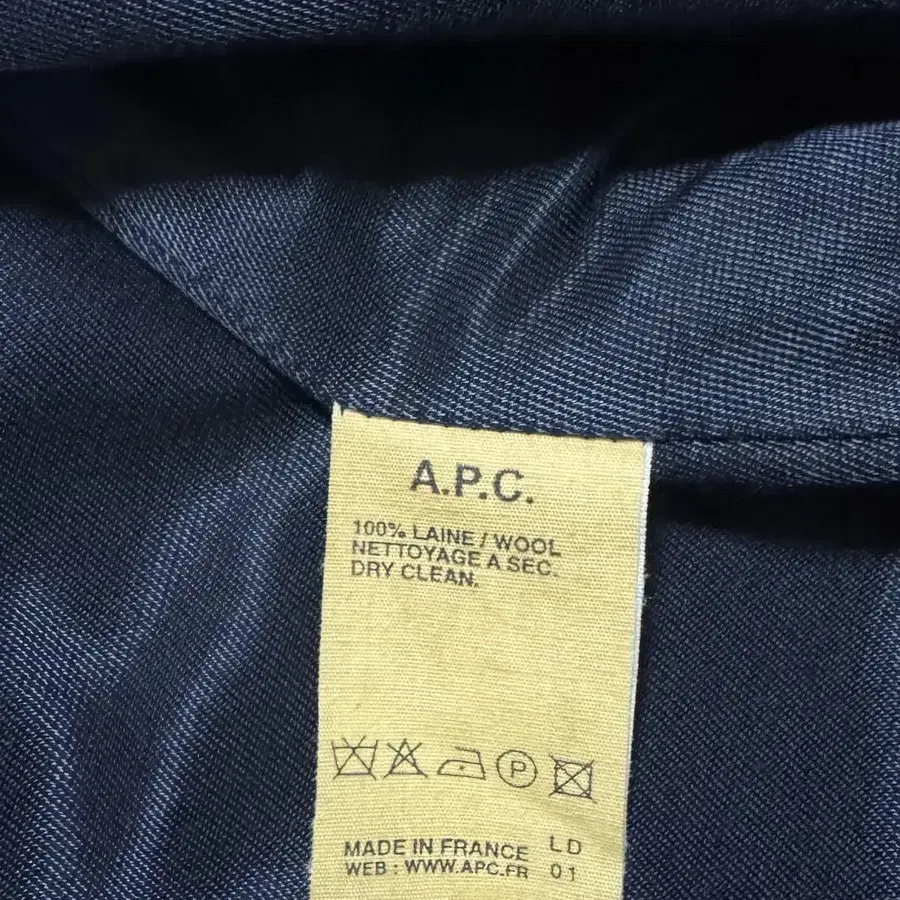 A.P.C.
100% LAINE / WOOL
NETTOYAGE A SEC.
DRY CLEAN.
P
MADE IN FRANCE LD
WEB : WWW.APC.FR 01